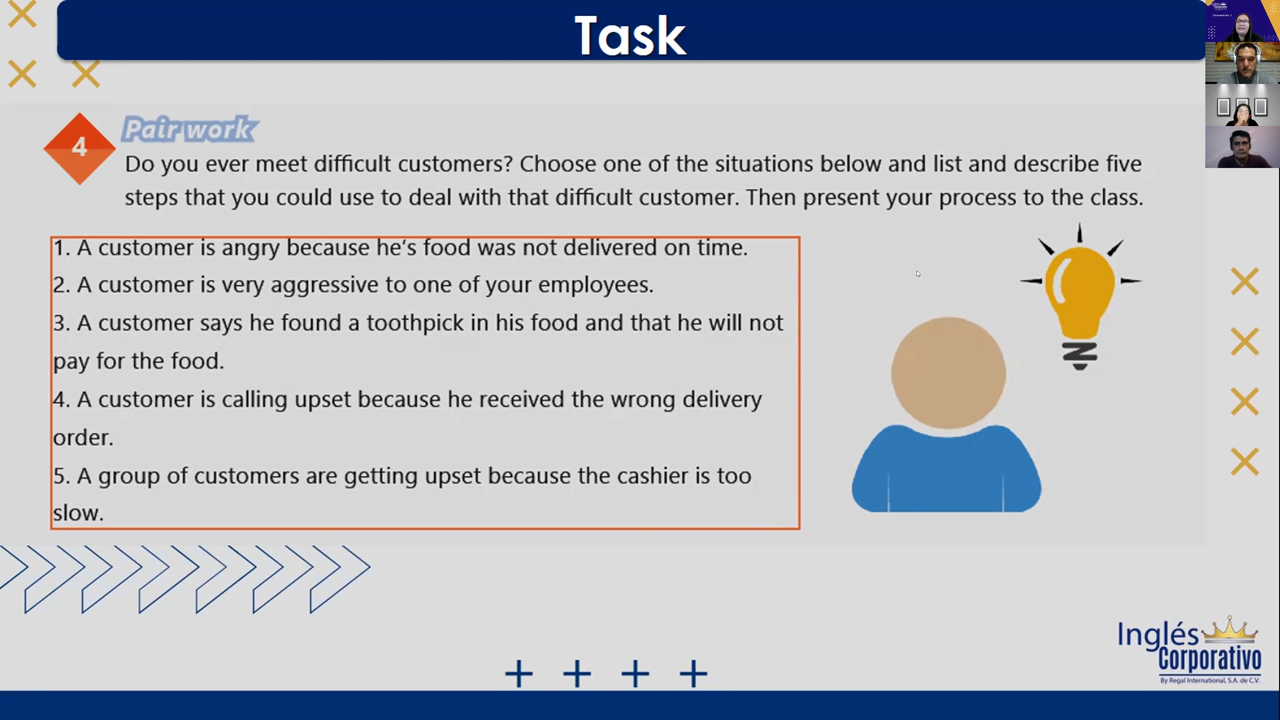 Task
4
Pair work
Do you ever meet difficult customers? Choose one of the situations below and list and describe five
steps that you could use to deal with that difficult customer. Then present your process to the class.
1. A customer is angry because he's food was not delivered on time.
2. A customer is very aggressive to one of your employees.
3. A customer says he found a toothpick in his food and that he will not
pay for the food.
4. A customer is calling upset because he received the wrong delivery
order.
5. A group of customers are getting upset because the cashier is too
slow.
Inglés
Corporativo
By Regal International, S.A. de C.V.